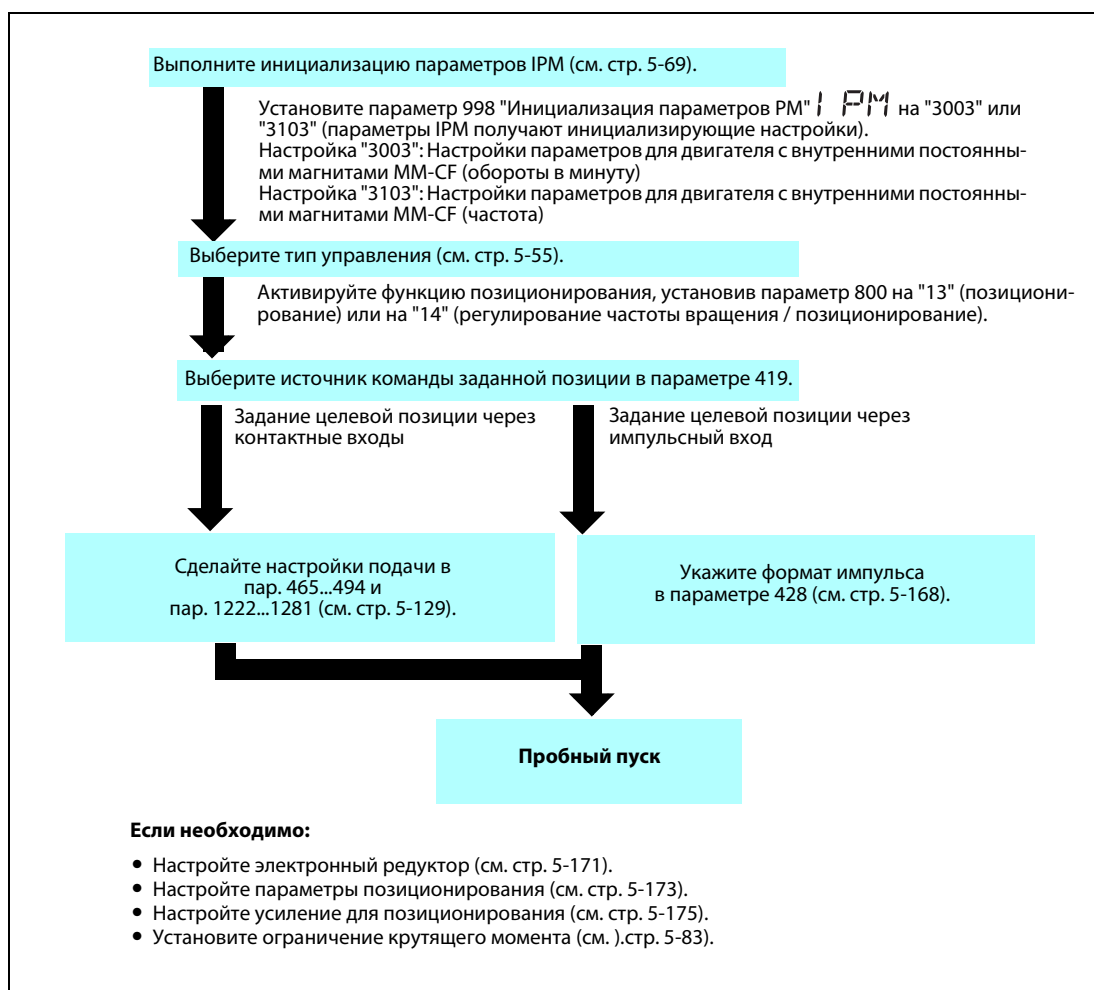 Выполните инициализацию параметров IPM (см. стр. 5-69).
Установите параметр 998 "Инициализация параметров PM" IPM на "3003" или
"3103" (параметры IPM получают инициализирующие настройки).
Настройка "3003": Настройки параметров для двигателя с внутренними постоянны-
ми магнитами MM-CF (обороты в минуту)
Настройка "3103": Настройки параметров для двигателя с внутренними постоянны-
ми магнитами MM-CF (частота)
Выберите тип управления (см. стр. 5-55).
Активируйте функцию позиционирования, установив параметр 800 на "13" (позициони-
рование) или на "14" (регулирование частоты вращения / позиционирование).
Выберите источник команды заданной позиции в параметре 419.
Задание целевой позиции через
контактные входы
Задание целевой позиции через
импульсный вход
Сделайте настройки подачи в
пар. 465...494 и
пар. 1222...1281 (см. стр. 5-129).
Укажите формат импульса
в параметре 428 (см. стр. 5-168).
Пробный пуск
Если необходимо:
● Настройте электронный редуктор (см. стр. 5-171).
● Настройте параметры позиционирования (см. стр. 5-173).
● Настройте усиление для позиционирования (см. стр. 5-175).
● Установите ограничение крутящего момента (см. ).стр. 5-83).